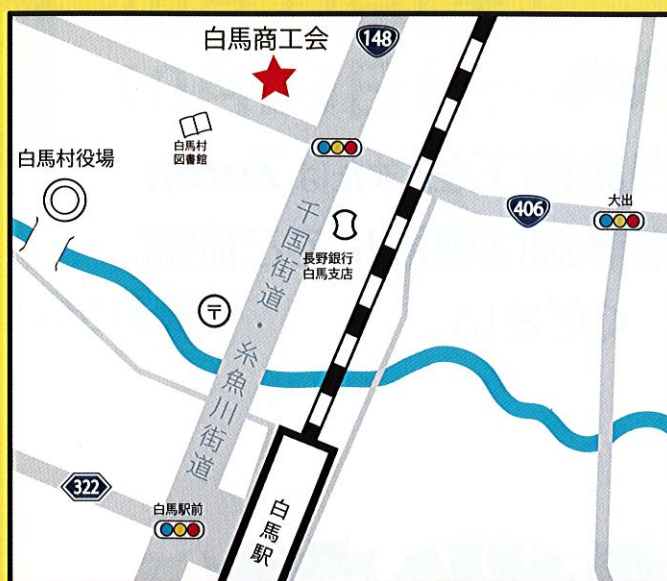 白馬商工会
148
白馬村
図書館
白馬村役場
406
大出
千国街道・糸魚川街道
長野銀行
白馬支店
〒
322
白馬駅前
白馬駅